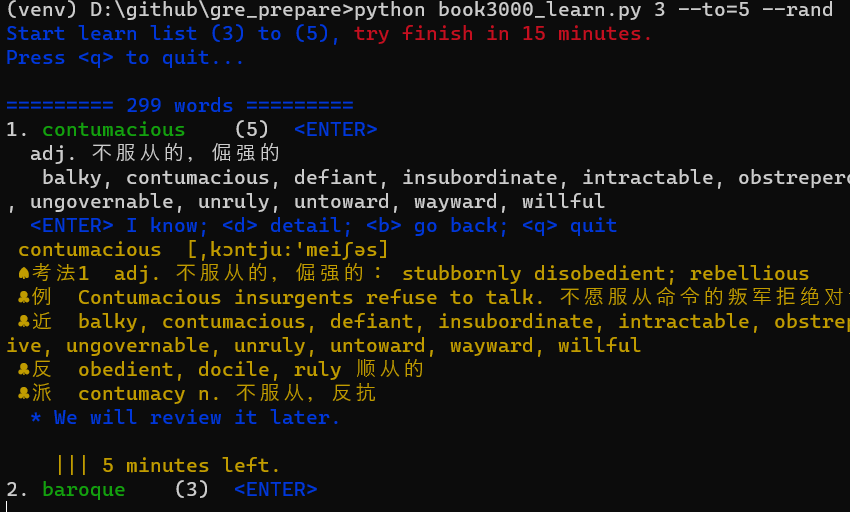 (venv) D:\github\gre_prepare>python book3000_learn.py 3 --to=5 --rand
Start learn list (3) to (5), try finish in 15 minutes.
Press <q> to quit...
========= 299 words =========
1. contumacious (5) <ENTER>
adj. 不服从的, 倔强的
balky, contumacious, defiant, insubordinate, intractable, obstreper
, ungovernable, unruly, untoward, wayward, willful
<ENTER> I know; <d> detail; <b> go back; <q> quit
contumacious [ˌkɔntju:'meiʃəs]
♠考法1 adj. 不服从的, 倔强的: stubbornly disobedient; rebellious
♣例 Contumacious insurgents refuse to talk. 不愿服从命令的叛军拒绝对
♣近 balky, contumacious, defiant, insubordinate, intractable, obstrep
ive, ungovernable, unruly, untoward, wayward, willful
♣反 obedient, docile, ruly 顺从的
♣派 contumacy n. 不服从, 反抗
* We will review it later.
||| 5 minutes left.
2. baroque (3) <ENTER>